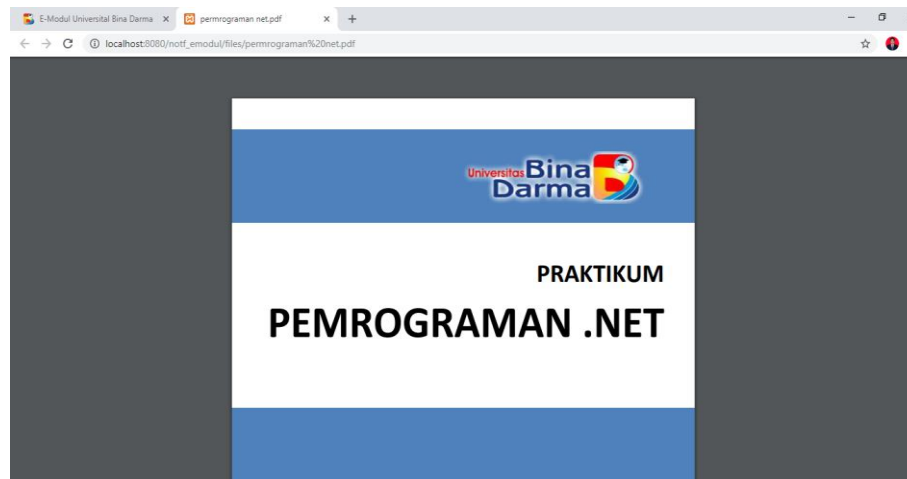 E-Modul Universital Bina Darma
permrograman net.pdf
localhost:8080/notf_emodul/files/permrograman%20net.pdf
Universitas Bina
Darma
PRAKTIKUM
PEMROGRAMAN .NET